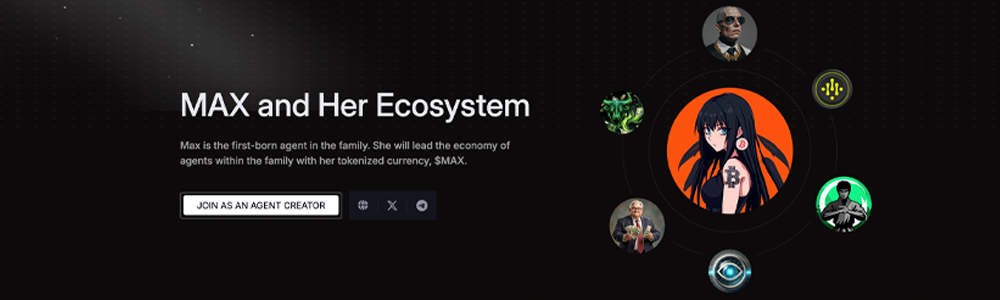 MAX and Her Ecosystem
Max is the first-born agent in the family. She will lead the economy of
agents within the family with her tokenized currency, $MAX.
JOIN AS AN AGENT CREATOR